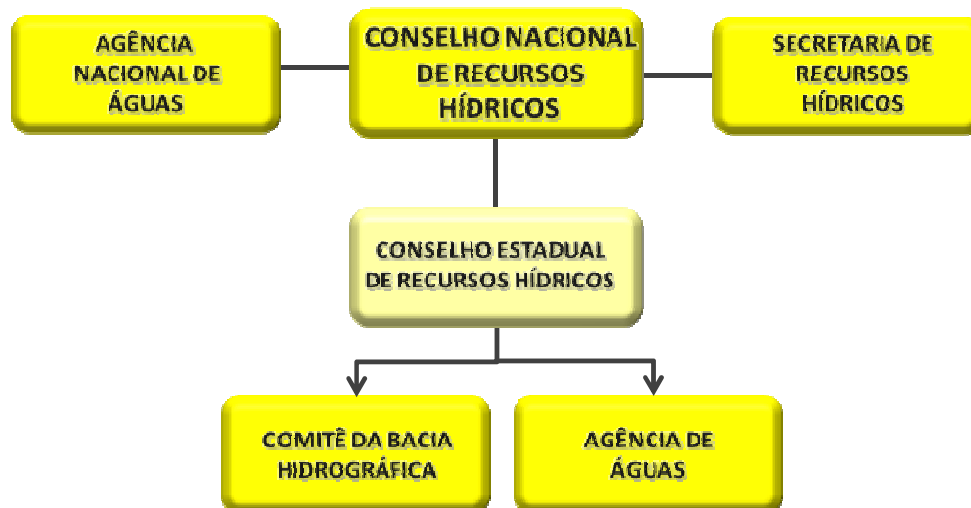 AGÊNCIA
NACIONAL DE
ÁGUAS
CONSELHO NACIONAL
DE RECURSOS
HÍDRICOS
SECRETARIA DE
RECURSOS
HÍDRICOS
CONSELHO ESTADUAL
DE RECURSOS HÍDRICOS
COMITÊ DA BACIA
HIDROGRÁFICA
AGÊNCIA DE
ÁGUAS